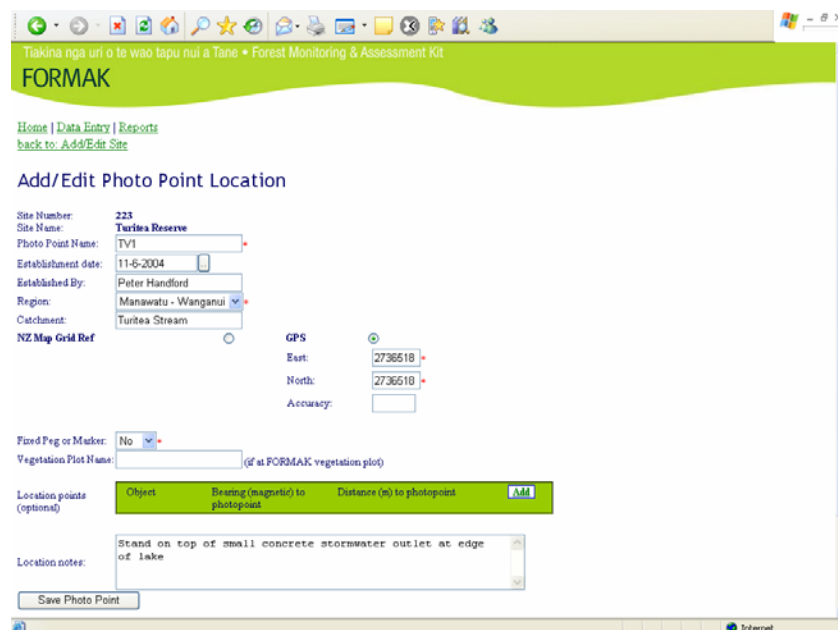 Tiakina nga uri o te wao tapu nui a Tane • Forest Monitoring & Assessment Kit
FORMAK
Home | Data Entry | Reports
back to: Add/Edit Site
Add/Edit Photo Point Location
Site Number: 223
Site Name: Turitea Reserve
Photo Point Name: TV1 *
Establishment date: 11-6-2004 ...
Established By: Peter Handford
Region: Manawatu - Wanganui *
Catchment: Turitea Stream
NZ Map Grid Ref GPS
East: 2736518 *
North: 2736518 *
Accuracy:
Fixed Peg or Marker: No *
Vegetation Plot Name: (if at FORMAK vegetation plot)
Location points (optional)
Object Bearing (magnetic) to photopoint Distance (m) to photopoint Add
Location notes:
Stand on top of small concrete stormwater outlet at edge
of lake
Save Photo Point
Internet